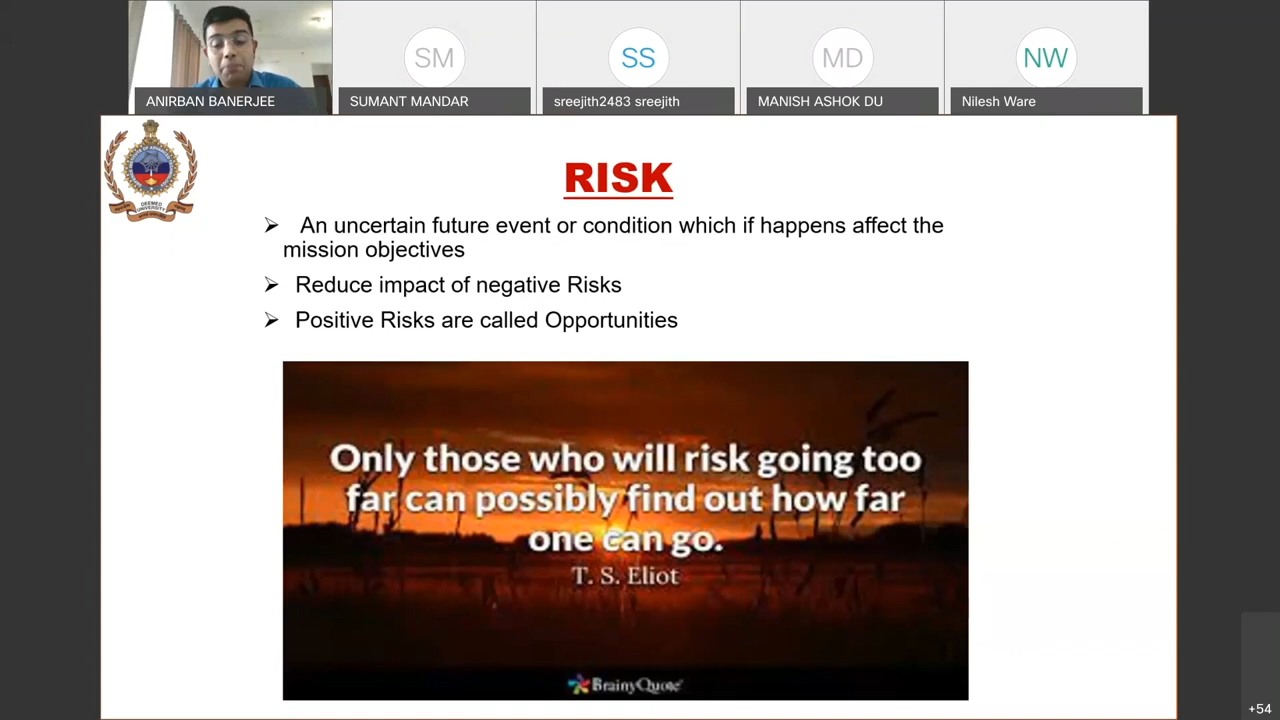 SM
SS
MD
NW
ANIRBAN BANERJEE
SUMANT MANDAR
sreejith2483 sreejith
MANISH ASHOK DU
Nilesh Ware
DEEMED
UNIVERSITY
RISK
➢ An uncertain future event or condition which if happens affect the
mission objectives
➢ Reduce impact of negative Risks
➢ Positive Risks are called Opportunities
Only those who will risk going too
far can possibly find out how far
one can go.
T. S. Eliot
BrainyQuote
+54